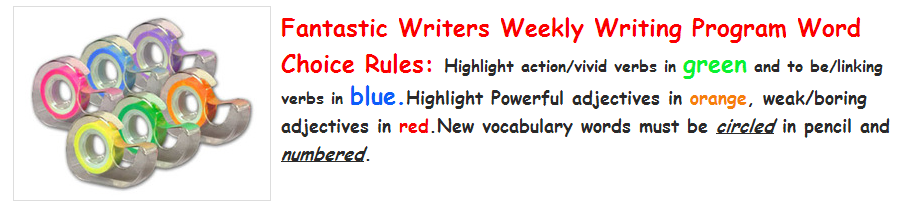 Fantastic Writers Weekly Writing Program Word
Choice Rules: Highlight action/vivid verbs in green and to be/linking
verbs in blue.Highlight Powerful adjectives in orange, weak/boring
adjectives in red.New vocabulary words must be circled in pencil and
numbered.